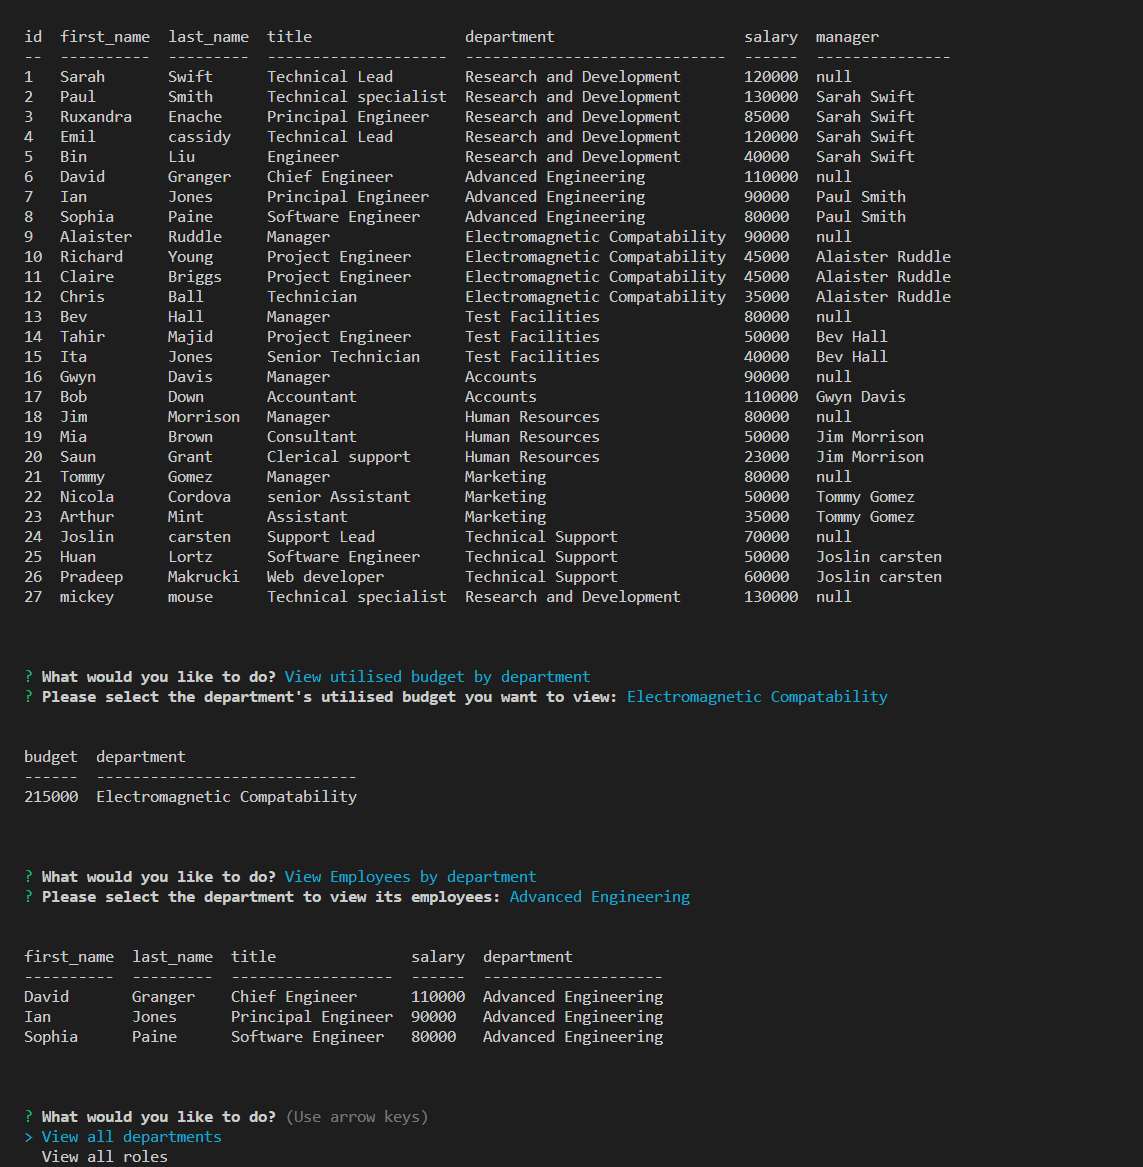 id  first_name  last_name  title                 department                     salary  manager
--  ----------  ---------  --------------------  -----------------------------  ------  ---------------
1   Sarah       Swift      Technical Lead        Research and Development       120000  null
2   Paul        Smith      Technical specialist  Research and Development       130000  Sarah Swift
3   Ruxandra    Enache     Principal Engineer    Research and Development       85000   Sarah Swift
4   Emil        cassidy    Technical Lead        Research and Development       120000  Sarah Swift
5   Bin         Liu        Engineer              Research and Development       40000   Sarah Swift
6   David       Granger    Chief Engineer        Advanced Engineering           110000  null
7   Ian         Jones      Principal Engineer    Advanced Engineering           90000   Paul Smith
8   Sophia      Paine      Software Engineer     Advanced Engineering           80000   Paul Smith
9   Alaister    Ruddle     Manager               Electromagnetic Compatability  90000   null
10  Richard     Young      Project Engineer      Electromagnetic Compatability  45000   Alaister Ruddle
11  Claire      Briggs     Project Engineer      Electromagnetic Compatability  45000   Alaister Ruddle
12  Chris       Ball       Technician            Electromagnetic Compatability  35000   Alaister Ruddle
13  Bev         Hall       Manager               Test Facilities                80000   null
14  Tahir       Majid      Project Engineer      Test Facilities                50000   Bev Hall
15  Ita         Jones      Senior Technician     Test Facilities                40000   Bev Hall
16  Gwyn        Davis      Manager               Accounts                       90000   null
17  Bob         Down       Accountant            Accounts                       110000  Gwyn Davis
18  Jim         Morrison   Manager               Human Resources                80000   null
19  Mia         Brown      Consultant            Human Resources                50000   Jim Morrison
20  Saun        Grant      Clerical support      Human Resources                23000   Jim Morrison
21  Tommy       Gomez      Manager               Marketing                      80000   null
22  Nicola      Cordova    senior Assistant      Marketing                      50000   Tommy Gomez
23  Arthur      Mint       Assistant             Marketing                      35000   Tommy Gomez
24  Joslin      carsten    Support Lead          Technical Support              70000   null
25  Huan        Lortz      Software Engineer     Technical Support              50000   Joslin carsten
26  Pradeep     Makrucki   Web developer         Technical Support              60000   Joslin carsten
27  mickey      mouse      Technical specialist  Research and Development       130000  null
? What would you like to do? View utilised budget by department
? Please select the department's utilised budget you want to view: Electromagnetic Compatability
budget  department
------  -----------------------------
215000  Electromagnetic Compatability
? What would you like to do? View Employees by department
? Please select the department to view its employees: Advanced Engineering
first_name  last_name  title               salary  department
----------  ---------  ------------------  ------  --------------------
David       Granger    Chief Engineer      110000  Advanced Engineering
Ian         Jones      Principal Engineer  90000   Advanced Engineering
Sophia      Paine      Software Engineer   80000   Advanced Engineering
? What would you like to do? (Use arrow keys)
> View all departments
  View all roles